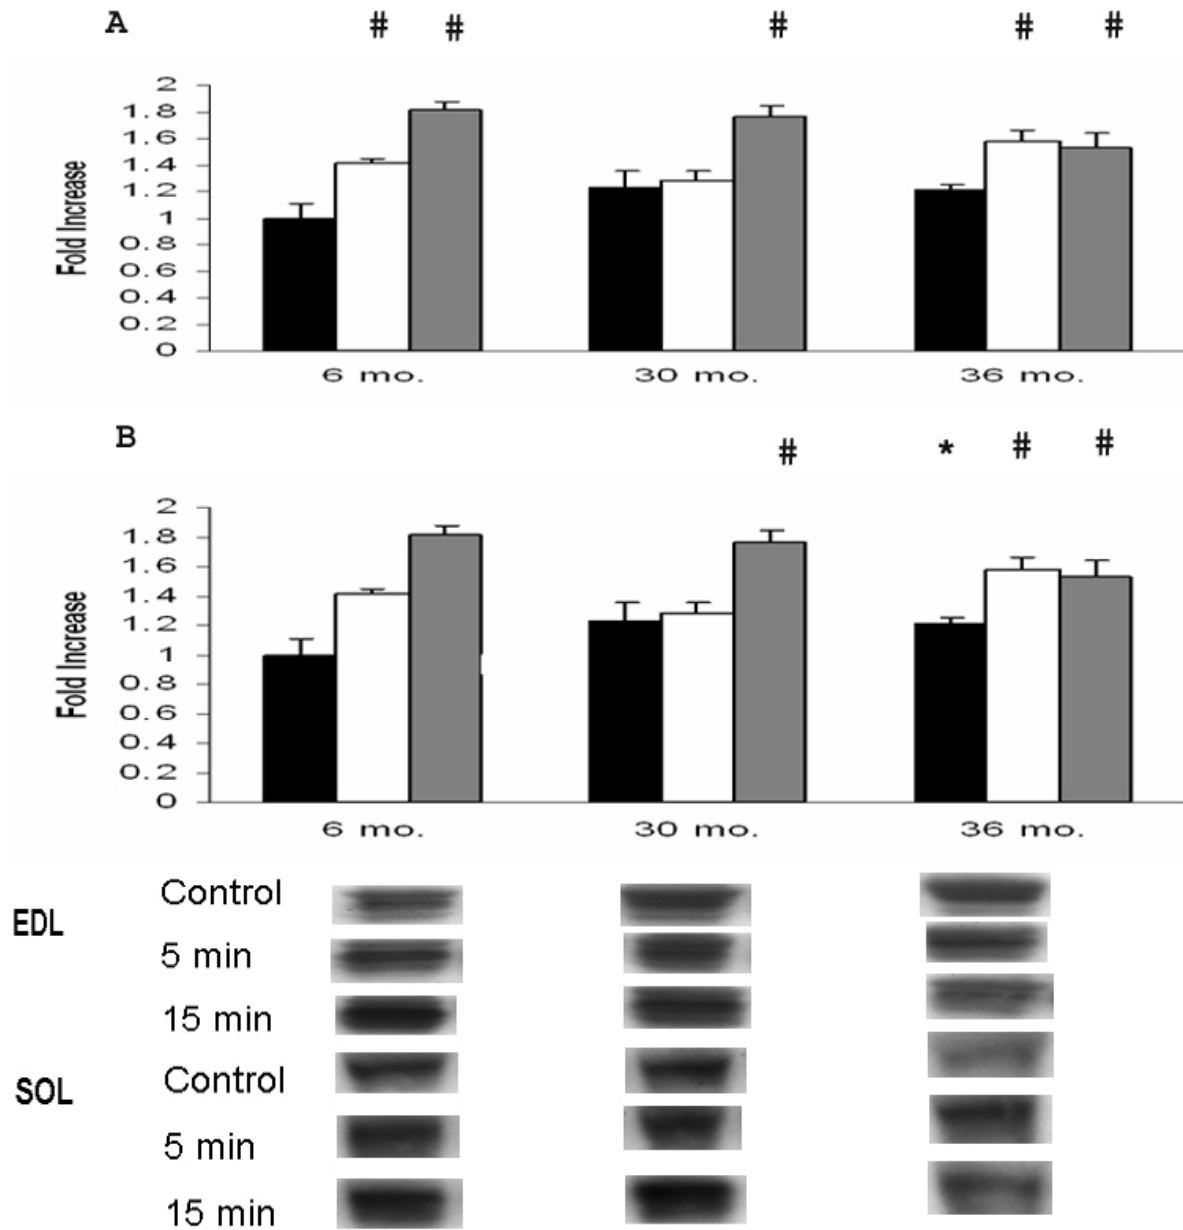 A # # # # #
2
1.8
1.6
1.4
1.2
1
0.8
0.6
0.4
0.2
0
Fold Increase
6 mo. 30 mo. 36 mo.
B # * # #
2
1.8
1.6
1.4
1.2
1
0.8
0.6
0.4
0.2
0
Fold Increase
6 mo. 30 mo. 36 mo.
EDL
Control
5 min
15 min
SOL
Control
5 min
15 min